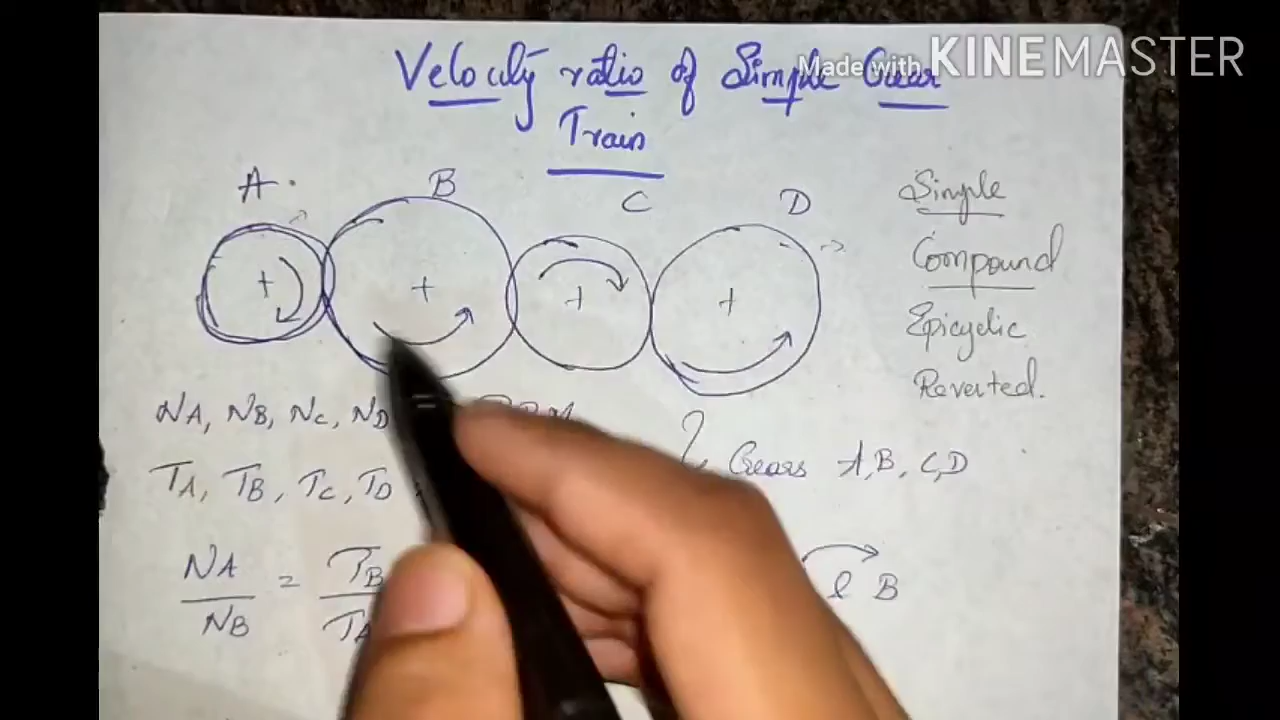 Velocity ratio of Simple Gear
Made with KINEMASTER
Train
A. B C D
Simple
Compound
Epicyclic
Reverted.
NA, NB, NC, ND =
TA, TB, TC, TD
Gears A, B, C, D
NA / NB = TB / TA
& B